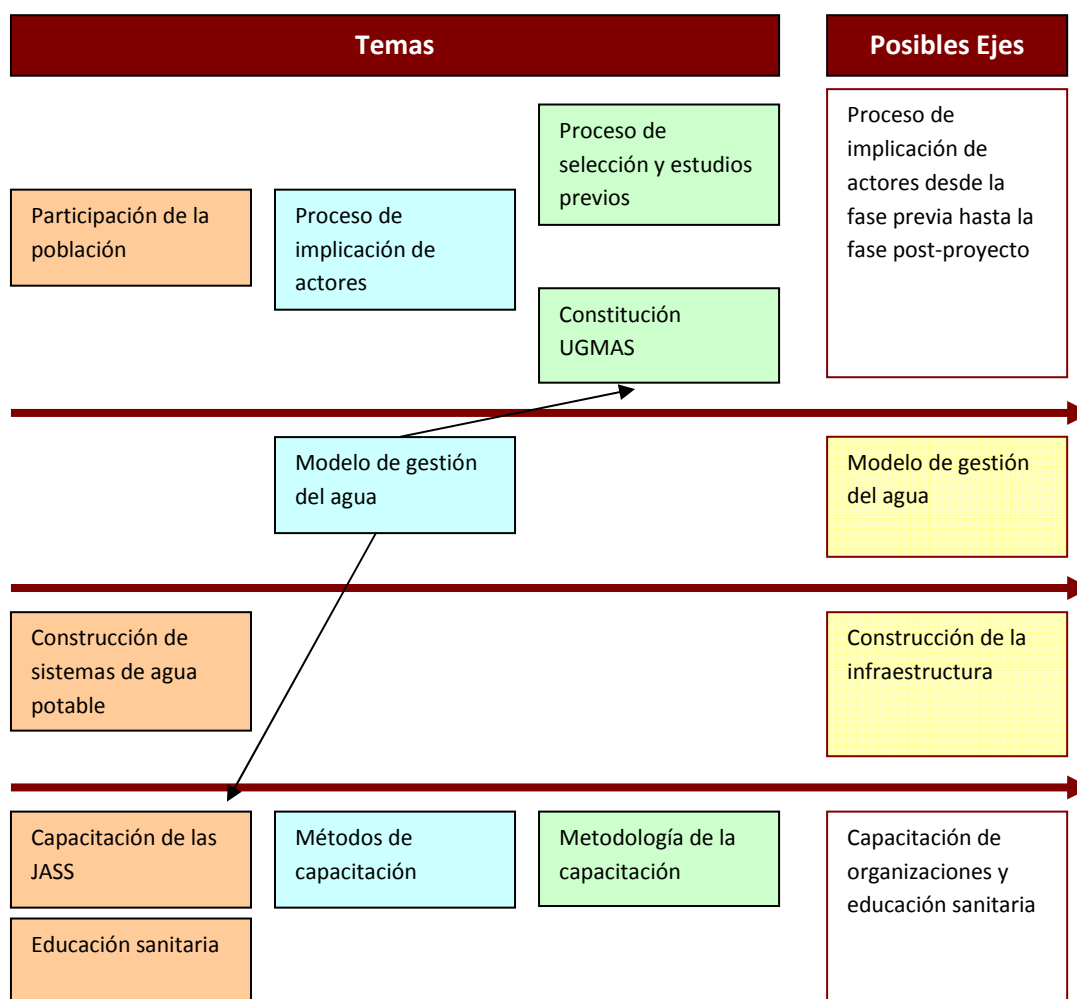 Temas
Posibles Ejes
Participación de la
población
Proceso de
implicación de
actores
Proceso de
selección y estudios
previos
Constitución
UGMAS
Proceso de
implicación de
actores desde la
fase previa hasta la
fase post-proyecto
Modelo de gestión
del agua
Modelo de gestión
del agua
Construcción de
sistemas de agua
potable
Construcción de la
infraestructura
Capacitación de las
JASS
Métodos de
capacitación
Metodología de la
capacitación
Capacitación de
organizaciones y
educación sanitaria
Educación sanitaria